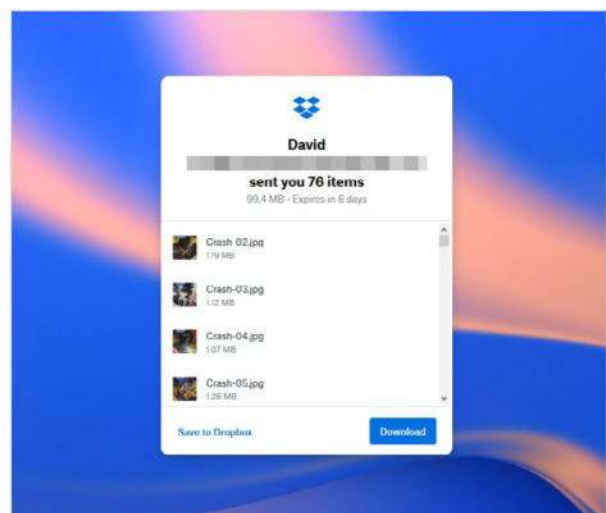 David
sent you 76 items
99.4 MB · Expires in 6 days
Crash-02.jpg
1.19 MB
Crash-03.jpg
1.12 MB
Crash-04.jpg
1.07 MB
Crash-05.jpg
1.26 MB
Save to Dropbox
Download